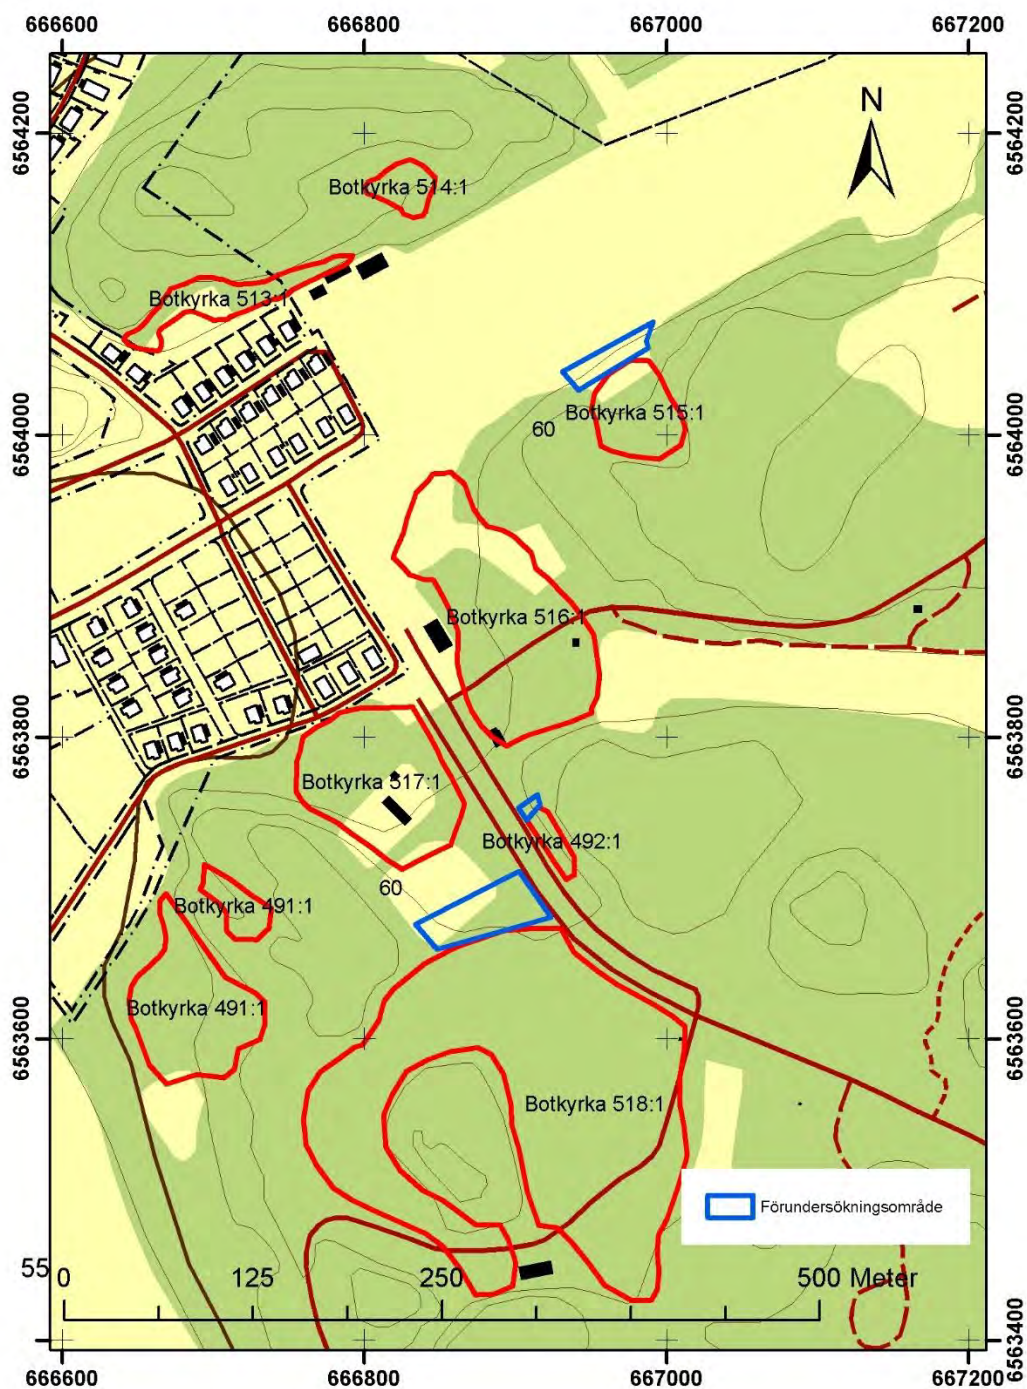 666600 666800 667000 667200
6564200 6564200
N
Botkyrka 514:1
Botkyrka 513:1
Botkyrka 515:1
60
6564000 6564000
Botkyrka 516:1
6563800 6563800
Botkyrka 517:1
Botkyrka 492:1
60
Botkyrka 491:1
Botkyrka 491:1
6563600 6563600
Botkyrka 518:1
Förundersökningsområde
55
0 125 250 500 Meter
6563400
666600 666800 667000 667200